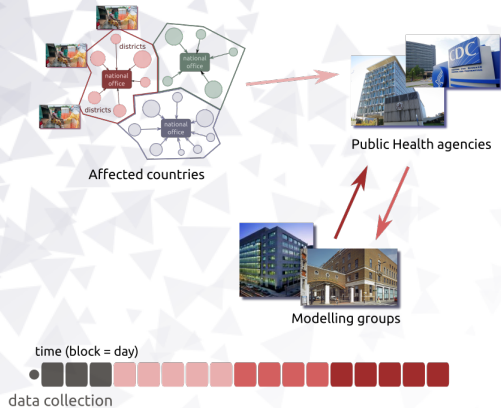 districts
national
office
national
office
districts
national
office
Affected countries
CDC
Public Health agencies
Modelling groups
time (block = day)
data collection